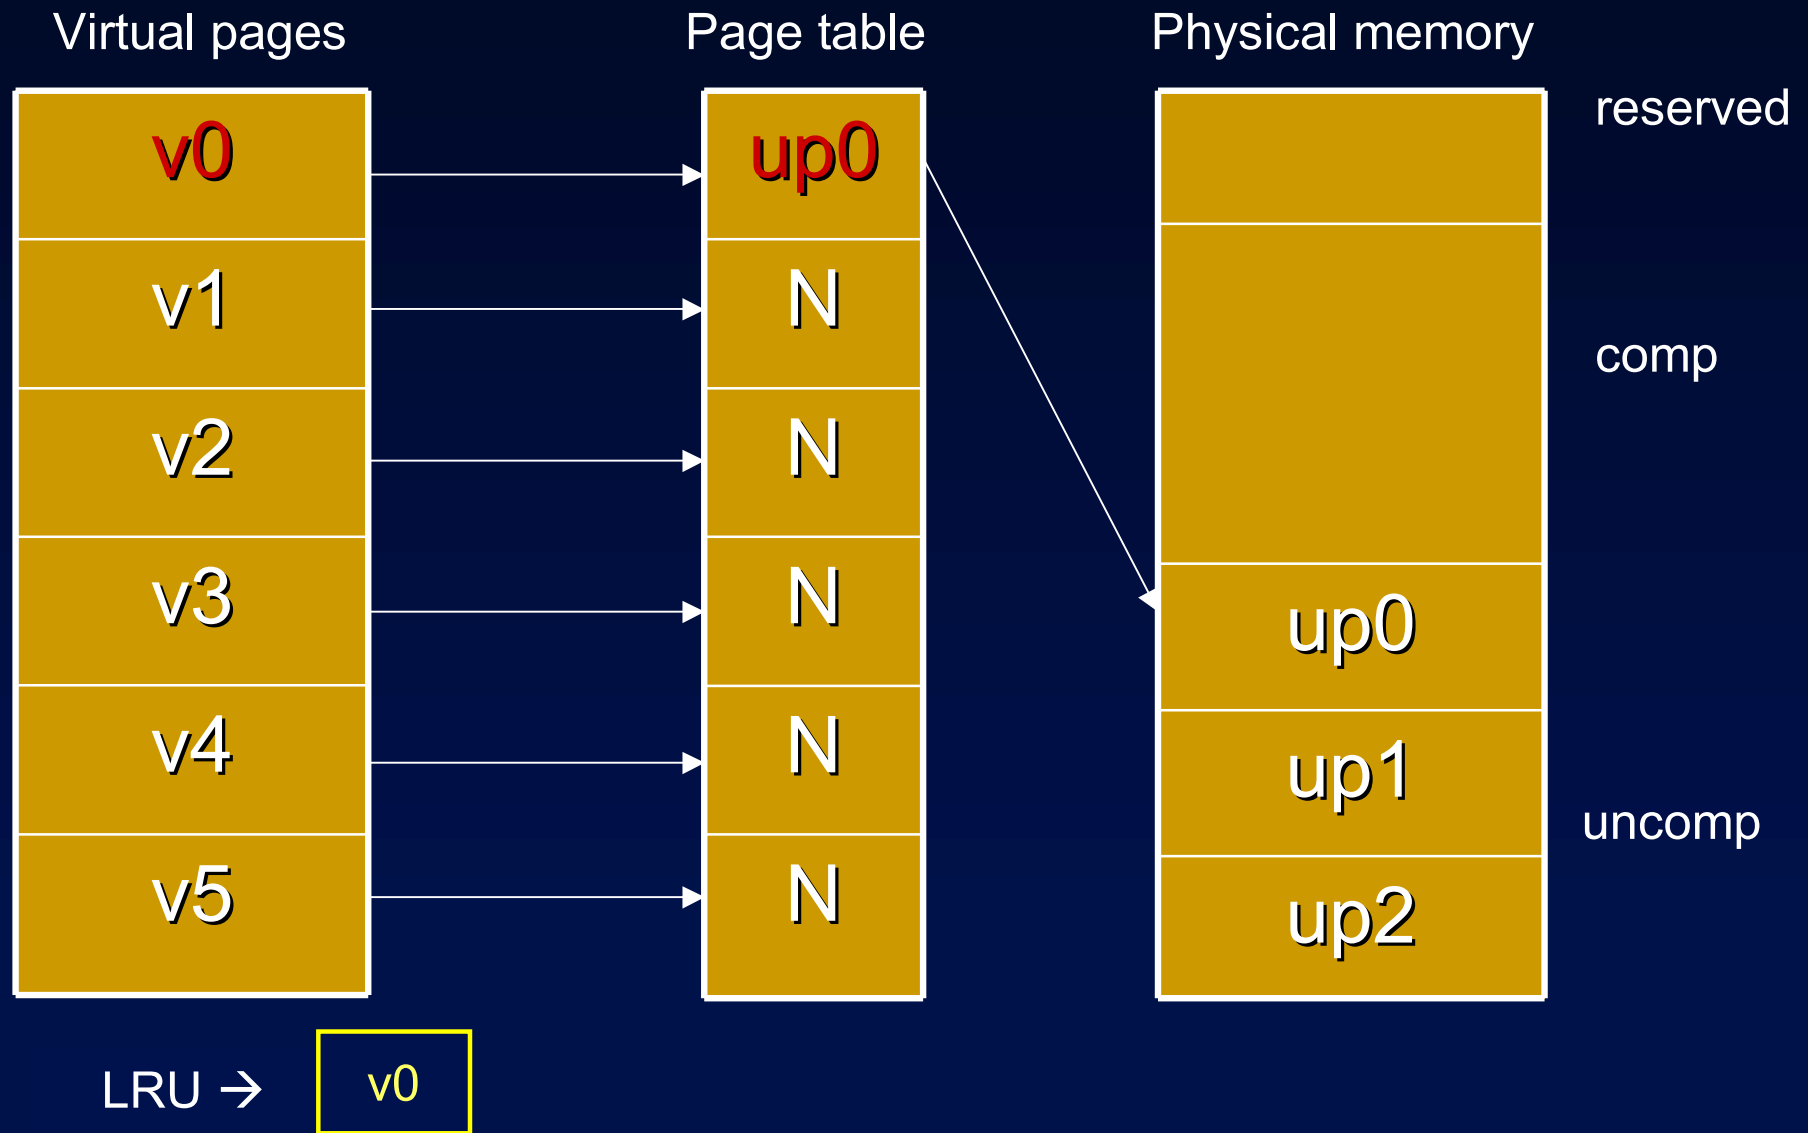 Virtual pages
Page table
Physical memory
v0
up0
reserved
v1
N
comp
v2
N
v3
N
up0
v4
N
up1
uncomp
v5
N
up2
LRU →
v0